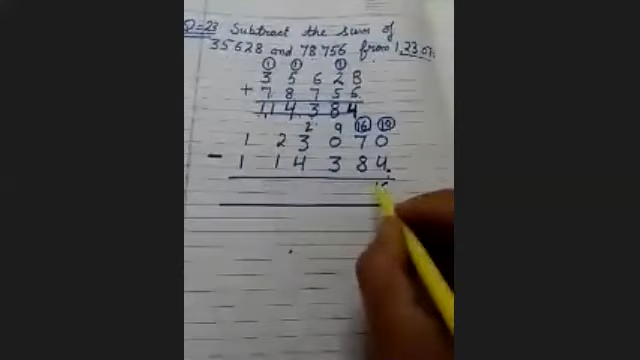 Q=23 Subtract the sum of
35628 and 78756 from 1,23,07
1 1 1
3 5 6 2 8
+ 7 8 7 5 6
1 1 4 3 8 4
2 9 16 10
1 2 3 0 7 0
- 1 1 4 3 8 4